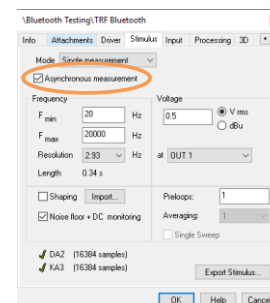 \Bluetooth Testing\TRF Bluetooth
Info Attachments Driver Stimulus Input Processing 3D
Mode Single measurement
Asynchronous measurement
Frequency
Fmin 20 Hz
Fmax 20000 Hz
Resolution 2.93 Hz
Length 0.34 s
Voltage
0.5 V rms
dBu
at OUT 1
Shaping Import...
Noise floor + DC monitoring
Preloops: 1
Averaging: 1
Single Sweep
DA2 (16384 samples)
KA3 (16384 samples)
Export Stimulus...
OK Help Cance